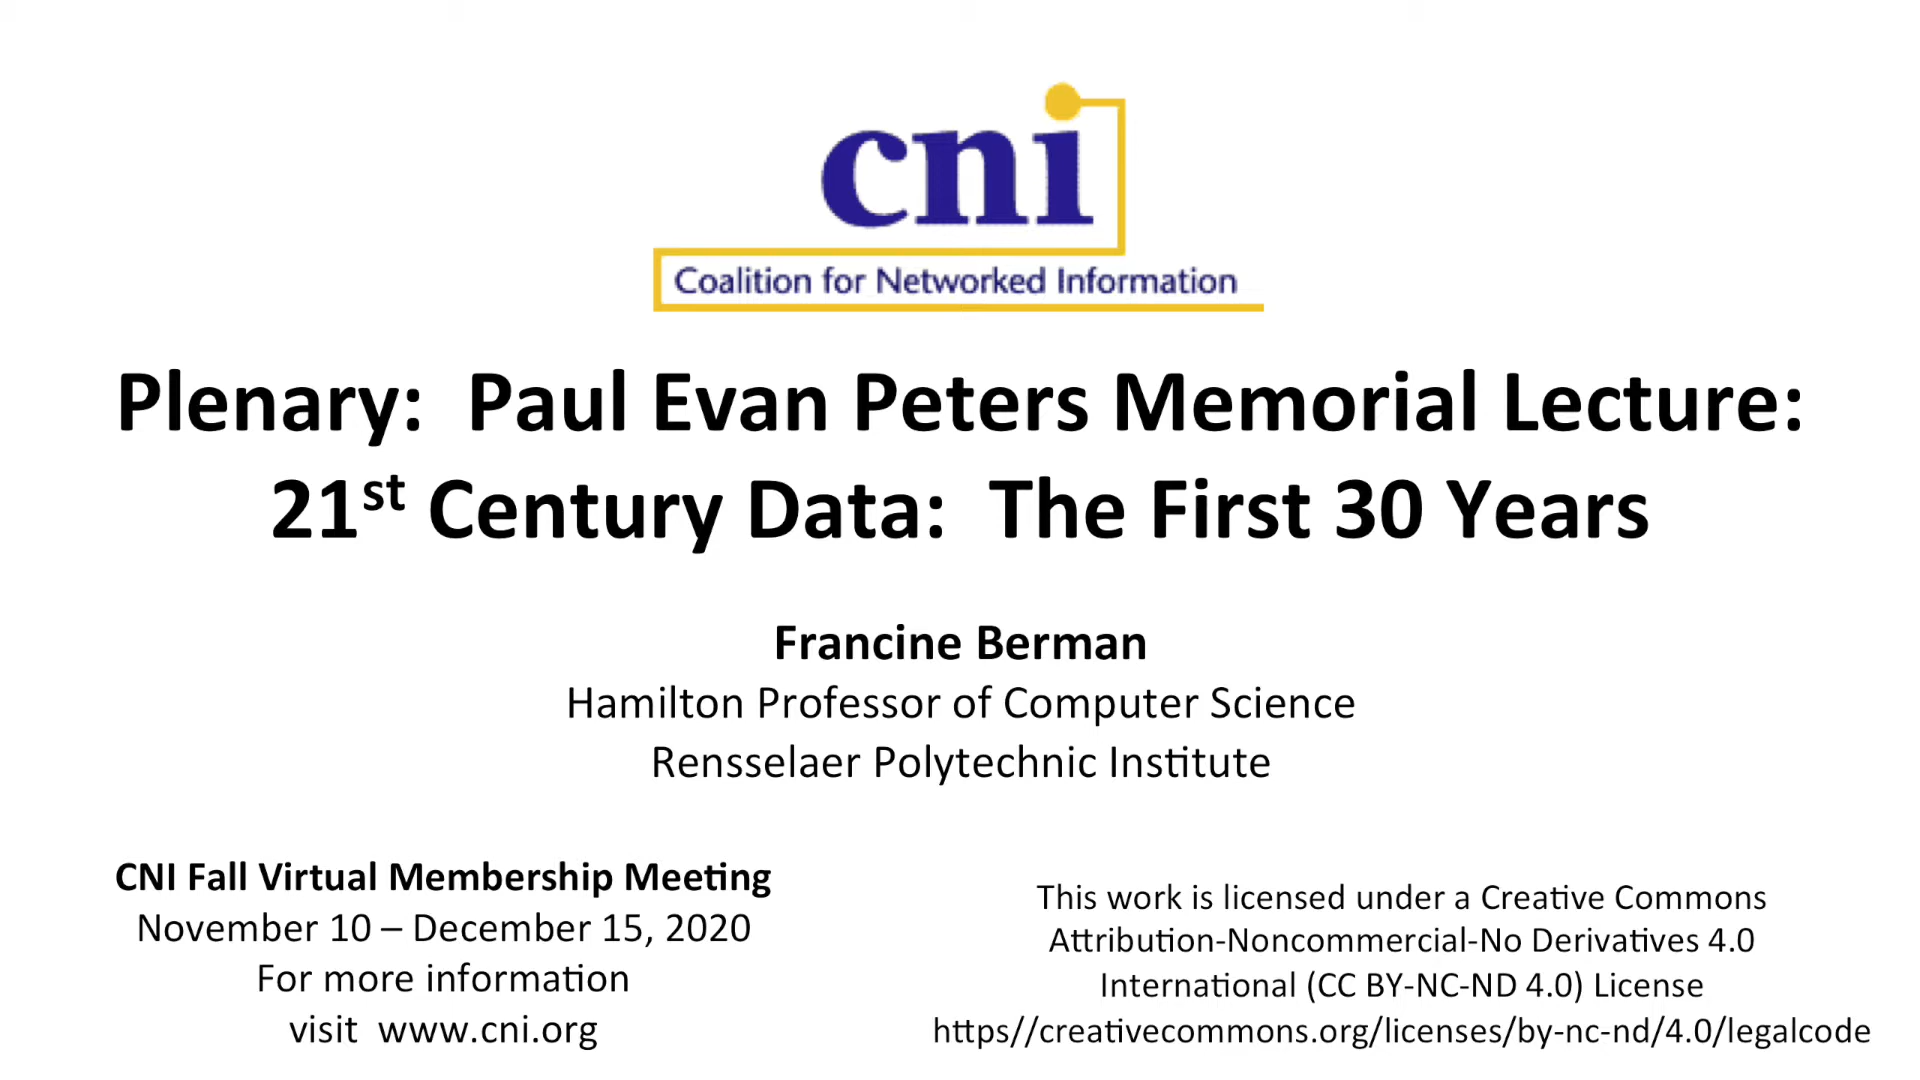 cni
Coalition for Networked Information
Plenary: Paul Evan Peters Memorial Lecture:
21st Century Data: The First 30 Years
Francine Berman
Hamilton Professor of Computer Science
Rensselaer Polytechnic Institute
CNI Fall Virtual Membership Meeting
November 10 – December 15, 2020
For more information
visit www.cni.org
This work is licensed under a Creative Commons
Attribution-Noncommercial-No Derivatives 4.0
International (CC BY-NC-ND 4.0) License
https//creativecommons.org/licenses/by-nc-nd/4.0/legalcode